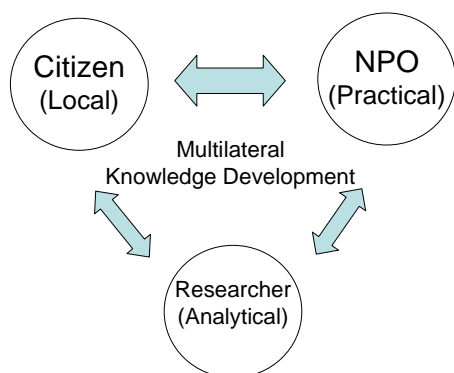 Citizen
(Local)
NPO
(Practical)
Multilateral
Knowledge Development
Researcher
(Analytical)